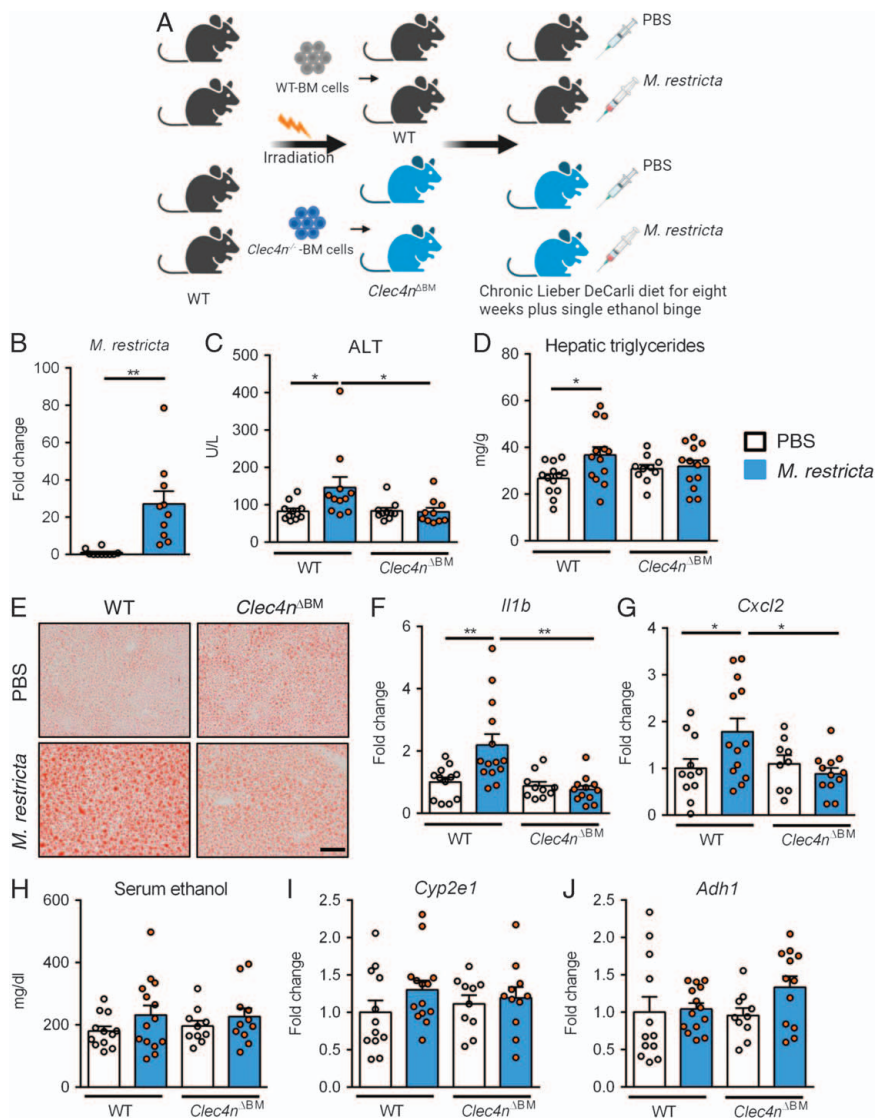 A
PBS
WT-BM cells
M. restricta
WT
Irradiation
PBS
Clec4n-/- -BM cells
M. restricta
WT
Clec4nΔBM
Chronic Lieber DeCarli diet for eight
weeks plus single ethanol binge
B
M. restricta
**
Fold change
100
80
60
40
20
0
C
ALT
*
*
U/L
500
400
300
200
100
0
WT
Clec4nΔBM
D
Hepatic triglycerides
*
mg/g
80
60
40
20
0
WT
Clec4nΔBM
PBS
M. restricta
E
WT
Clec4nΔBM
PBS
M. restricta
F
Il1b
**
**
Fold change
6
4
2
0
WT
Clec4nΔBM
G
Cxcl2
*
*
Fold change
4
3
2
1
0
WT
Clec4nΔBM
H
Serum ethanol
mg/dl
600
400
200
0
WT
Clec4nΔBM
I
Cyp2e1
Fold change
2.5
2.0
1.5
1.0
0.5
0.0
WT
Clec4nΔBM
J
Adh1
Fold change
2.5
2.0
1.5
1.0
0.5
0.0
WT
Clec4nΔBM